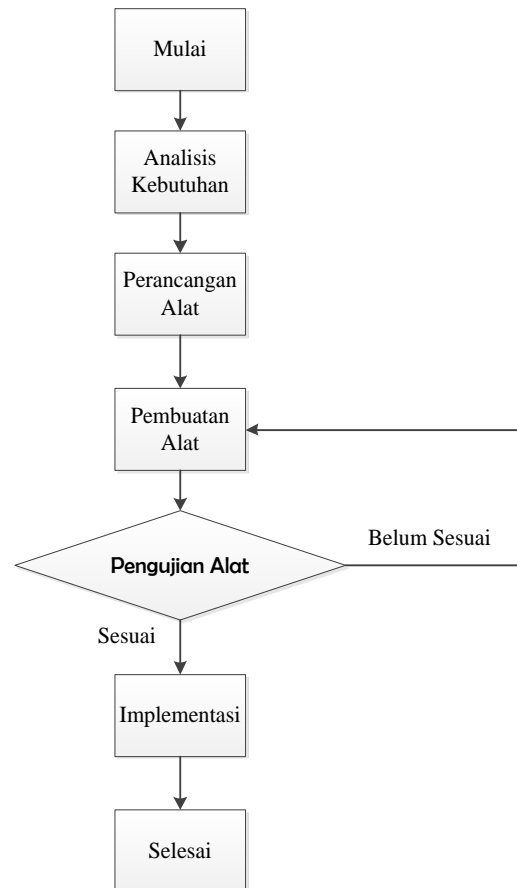 Mulai
Analisis
Kebutuhan
Perancangan
Alat
Pembuatan
Alat
Pengujian Alat
Belum Sesuai
Sesuai
Implementasi
Selesai